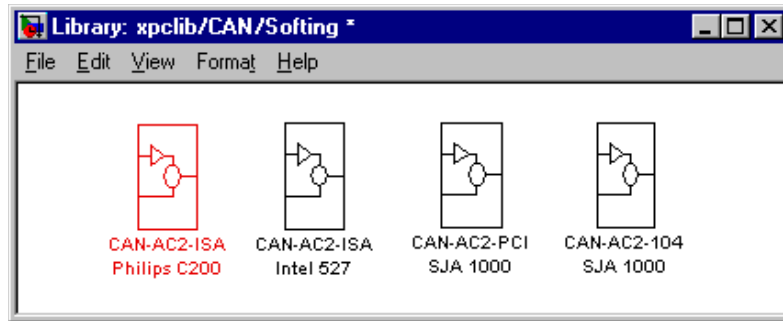 Library: xpclib/CAN/Softing *
File Edit View Format Help
CAN-AC2-ISA CAN-AC2-ISA CAN-AC2-PCI CAN-AC2-104
Philips C200 Intel 527 SJA 1000 SJA 1000